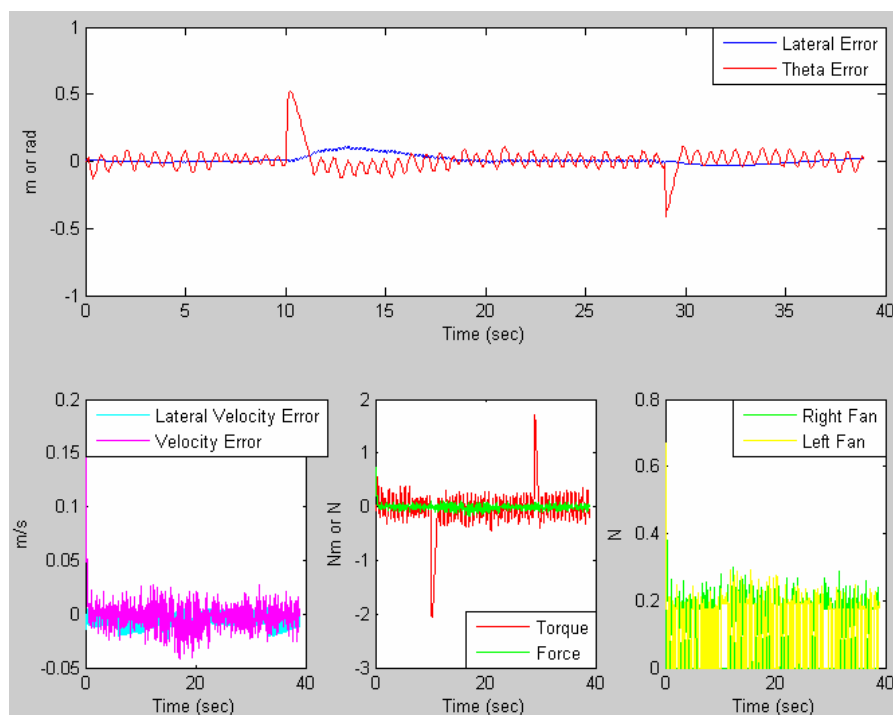 1
0.5
0
-0.5
-1
m or rad
Lateral Error
Theta Error
0 5 10 15 20 25 30 35 40
Time (sec)
0.2
0.15
0.1
0.05
0
-0.05
m/s
Lateral Velocity Error
Velocity Error
0 20 40
Time (sec)
2
1
0
-1
-2
-3
Nm or N
Torque
Force
0 20 40
Time (sec)
0.8
0.6
0.4
0.2
0
N
Right Fan
Left Fan
0 20 40
Time (sec)